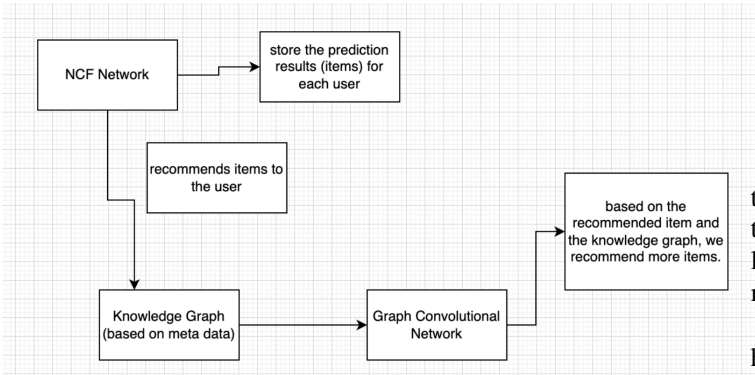 NCF Network
store the prediction
results (items) for
each user
recommends items to
the user
based on the
recommended item and
the knowledge graph, we
recommend more items.
Knowledge Graph
(based on meta data)
Graph Convolutional
Network